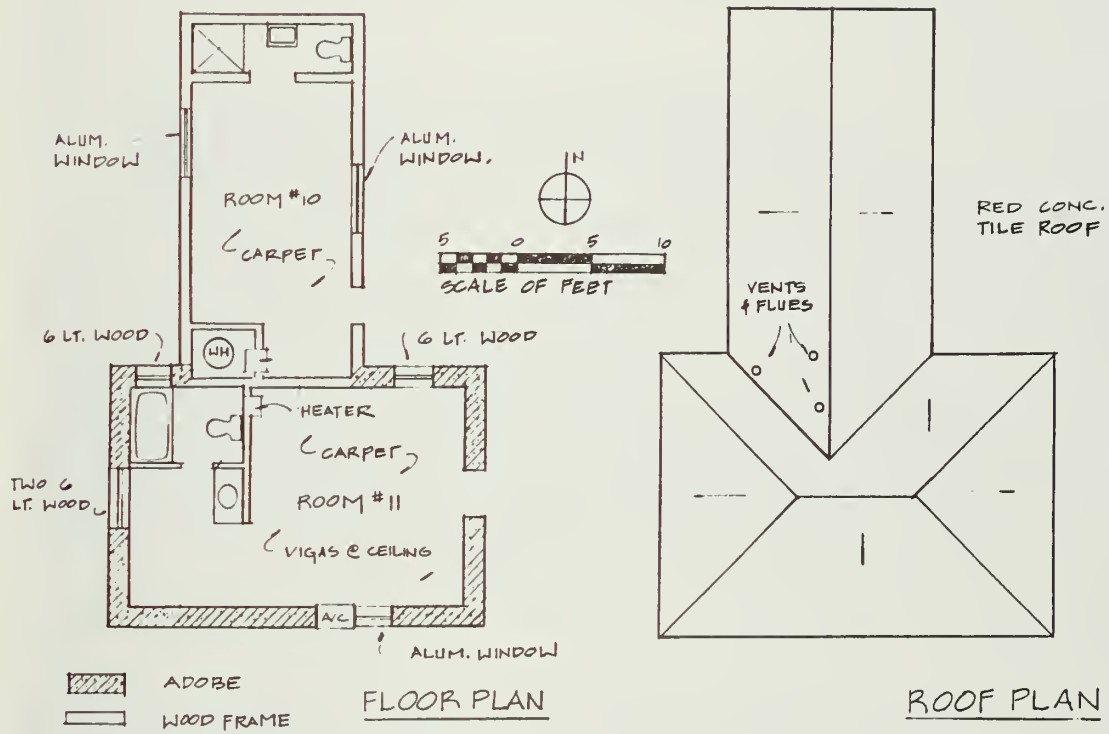 ALUM.
WINDOW
ALUM.
WINDOW.
ROOM #10
CARPET
N
5 0 5 10
SCALE OF FEET
6 LT. WOOD
WH
6 LT. WOOD
HEATER
CARPET
TWO 6
LT. WOOD
ROOM #11
VIGAS @ CEILING
A/C
ALUM. WINDOW
ADOBE
WOOD FRAME
FLOOR PLAN
RED CONC.
TILE ROOF
VENTS
& FLUES
ROOF PLAN